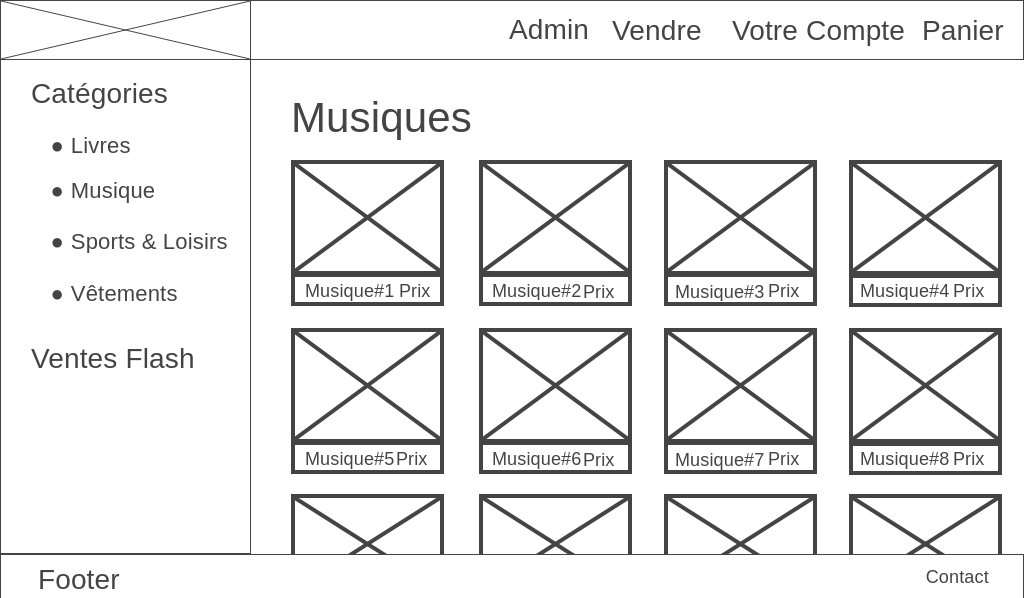 Admin Vendre Votre Compte Panier
Catégories
● Livres
● Musique
● Sports & Loisirs
● Vêtements
Ventes Flash
Musiques
Musique#1 Prix Musique#2 Prix Musique#3 Prix Musique#4 Prix
Musique#5 Prix Musique#6 Prix Musique#7 Prix Musique#8 Prix
Footer Contact